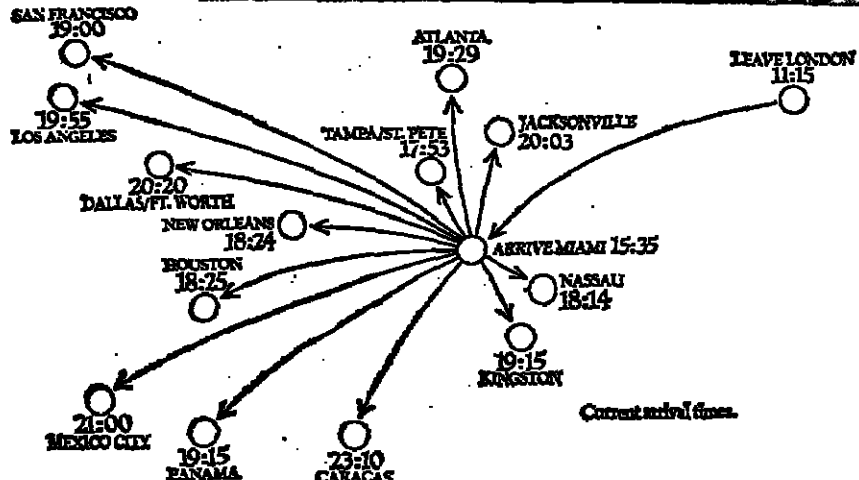 SAN FRANCISCO
19:00
19:55
LOS ANGELES
20:20
DALLAS/FT. WORTH
NEW ORLEANS
18:24
HOUSTON
18:25
21:00
MEXICO CITY
19:15
PANAMA
23:10
CARACAS
ATLANTA
19:29
TAMPA/ST. PETE
17:53
JACKSONVILLE
20:03
LEAVE LONDON
11:15
ARRIVE MIAMI 15:35
NASSAU
18:14
19:15
KINGSTON
Current arrival times.